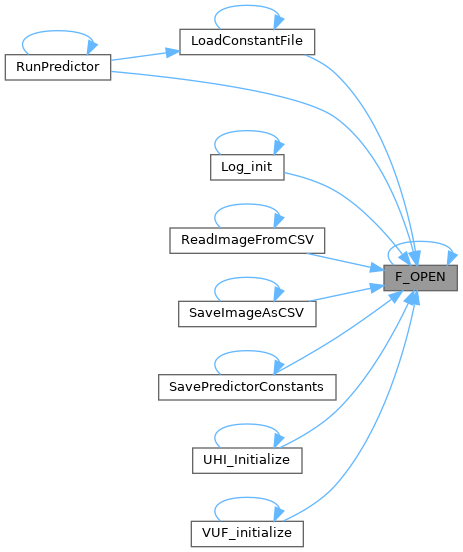 LoadConstantFile
RunPredictor
Log_init
ReadImageFromCSV
F_OPEN
SaveImageAsCSV
SavePredictorConstants
UHI_Initialize
VUF_initialize